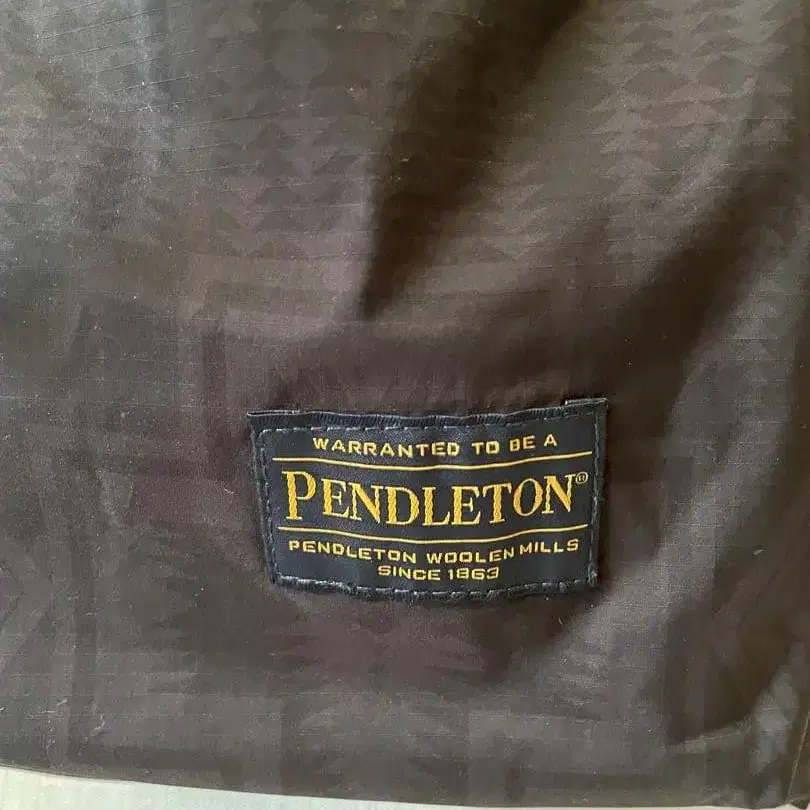 WARRANTED TO BE A
PENDLETON®
PENDLETON WOOLEN MILLS
SINCE 1863